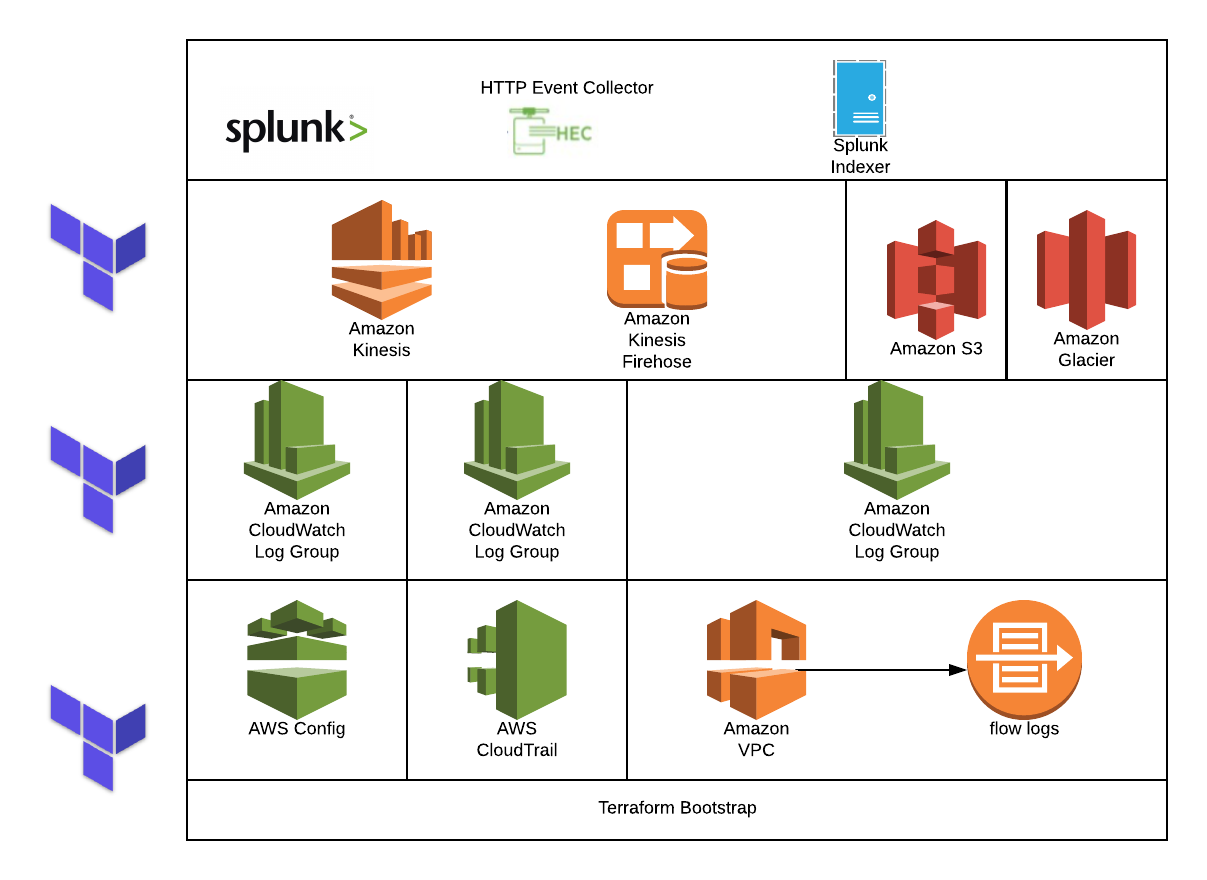 HTTP Event Collector
splunk>
HEC
Splunk
Indexer
Amazon
Kinesis
Amazon
Kinesis
Firehose
Amazon S3
Amazon
Glacier
Amazon
CloudWatch
Log Group
Amazon
CloudWatch
Log Group
Amazon
CloudWatch
Log Group
AWS Config
AWS
CloudTrail
Amazon
VPC
flow logs
Terraform Bootstrap